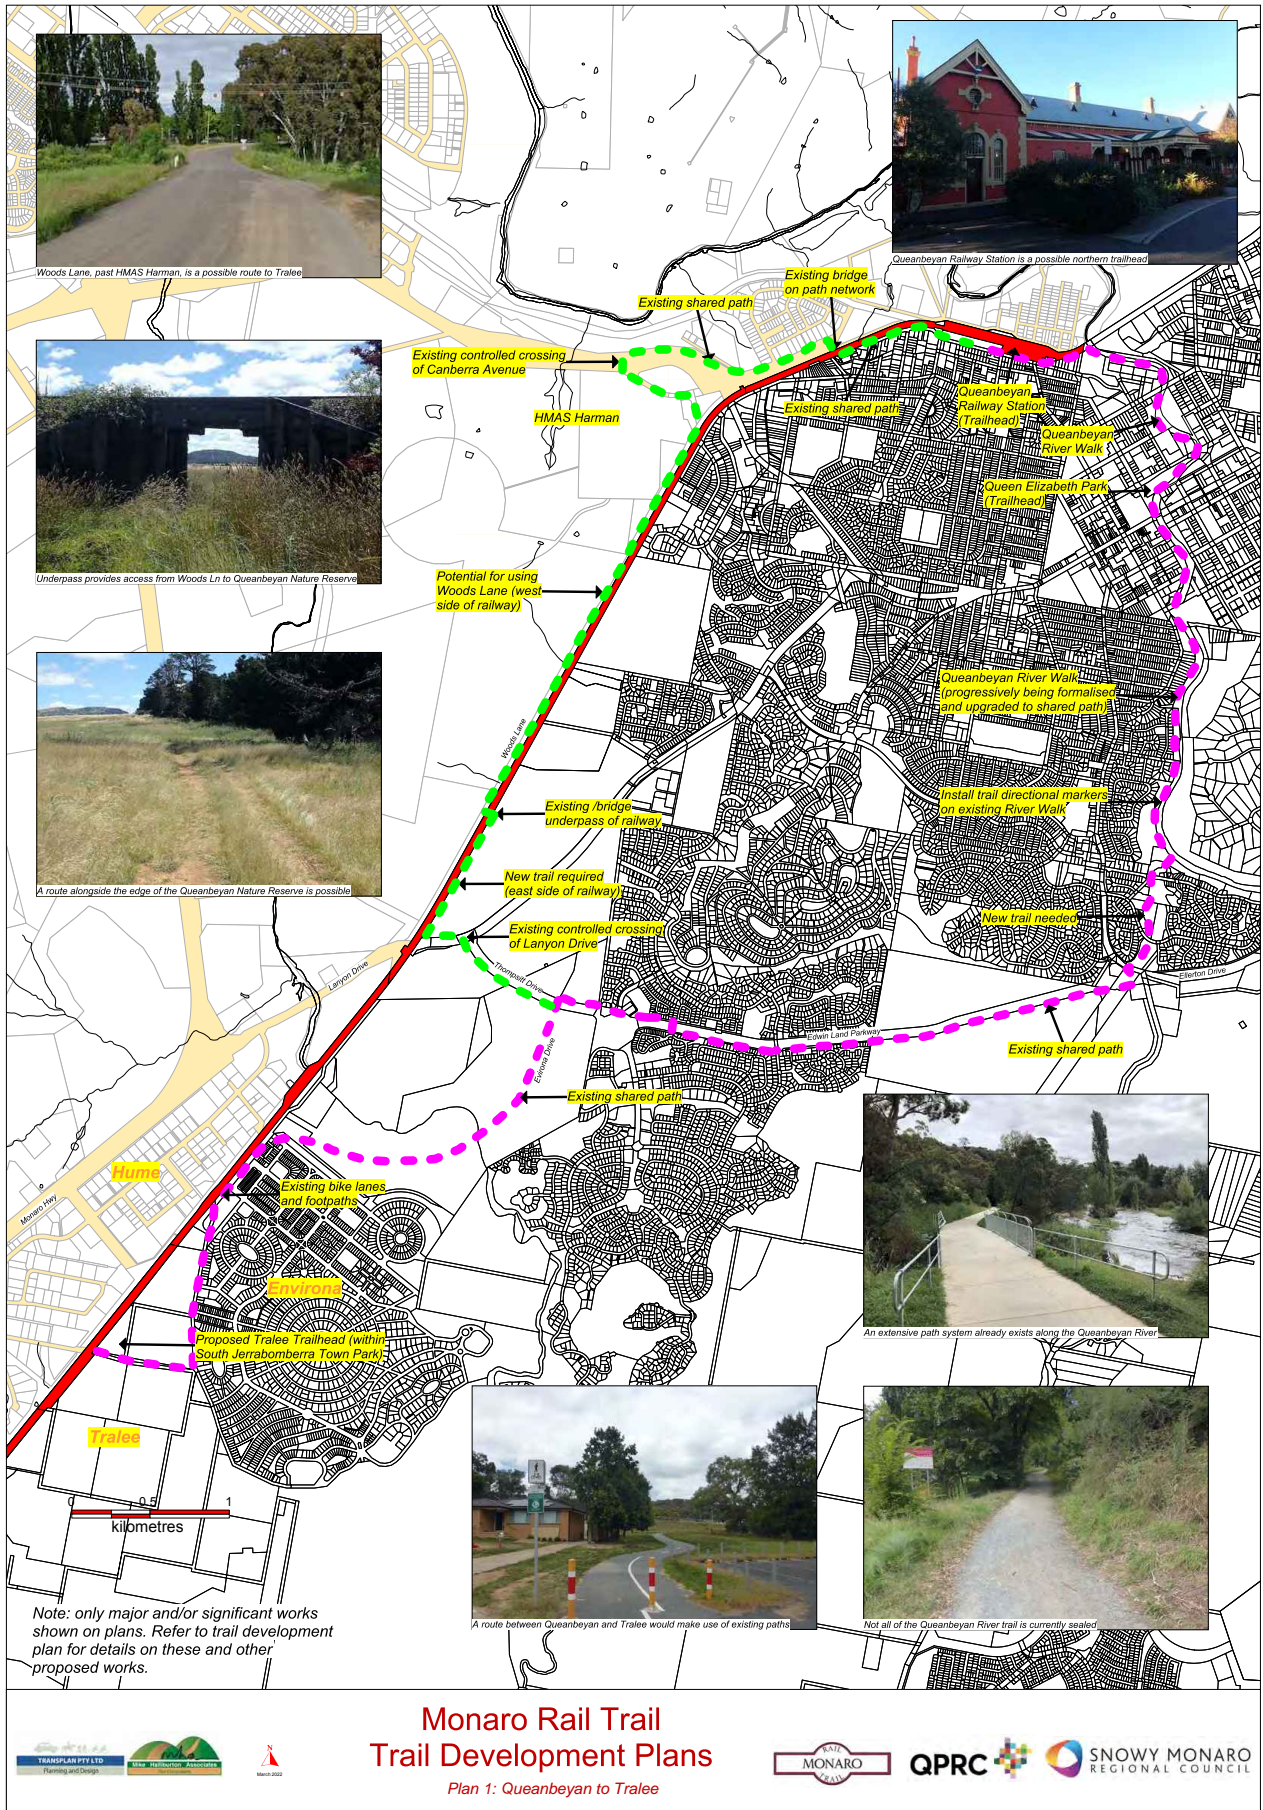 Woods Lane, past HMAS Harman, is a possible route to Tralee
Queanbeyan Railway Station is a possible northern trailhead
Existing bridge
on path network
Existing shared path
Existing controlled crossing
of Canberra Avenue
HMAS Harman
Existing shared path
Queanbeyan
Railway Station
(Trailhead)
Queanbeyan
River Walk
Queen Elizabeth Park
(Trailhead)
Underpass provides access from Woods Ln to Queanbeyan Nature Reserve
Potential for using
Woods Lane (west
side of railway)
Queanbeyan River Walk
(progressively being formalised
and upgraded to shared path)
Woods Lane
Install trail directional markers
on existing River Walk
Existing /bridge
underpass of railway
A route alongside the edge of the Queanbeyan Nature Reserve is possible
New trail required
(east side of railway)
New trail needed
Existing controlled crossing
of Lanyon Drive
Lanyon Drive
Thompsitt Drive
Ellerton Drive
Edwin Land Parkway
Existing shared path
Evirona Drive
Existing shared path
Hume
Monaro Hwy
Existing bike lanes
and footpaths
Environa
Proposed Tralee Trailhead (within
South Jerrabomberra Town Park)
An extensive path system already exists along the Queanbeyan River
Tralee
0 0.5 1
kilometres
Note: only major and/or significant works
shown on plans. Refer to trail development
plan for details on these and other
proposed works.
A route between Queanbeyan and Tralee would make use of existing paths
Not all of the Queanbeyan River trail is currently sealed
Monaro Rail Trail
Trail Development Plans
Plan 1: Queanbeyan to Tralee
TRANSPLAN PTY LTD
Planning and Design
Mike Halliburton Associates
N
March 2022
RAIL
MONARO
TRAIL
QPRC
SNOWY MONARO
REGIONAL COUNCIL